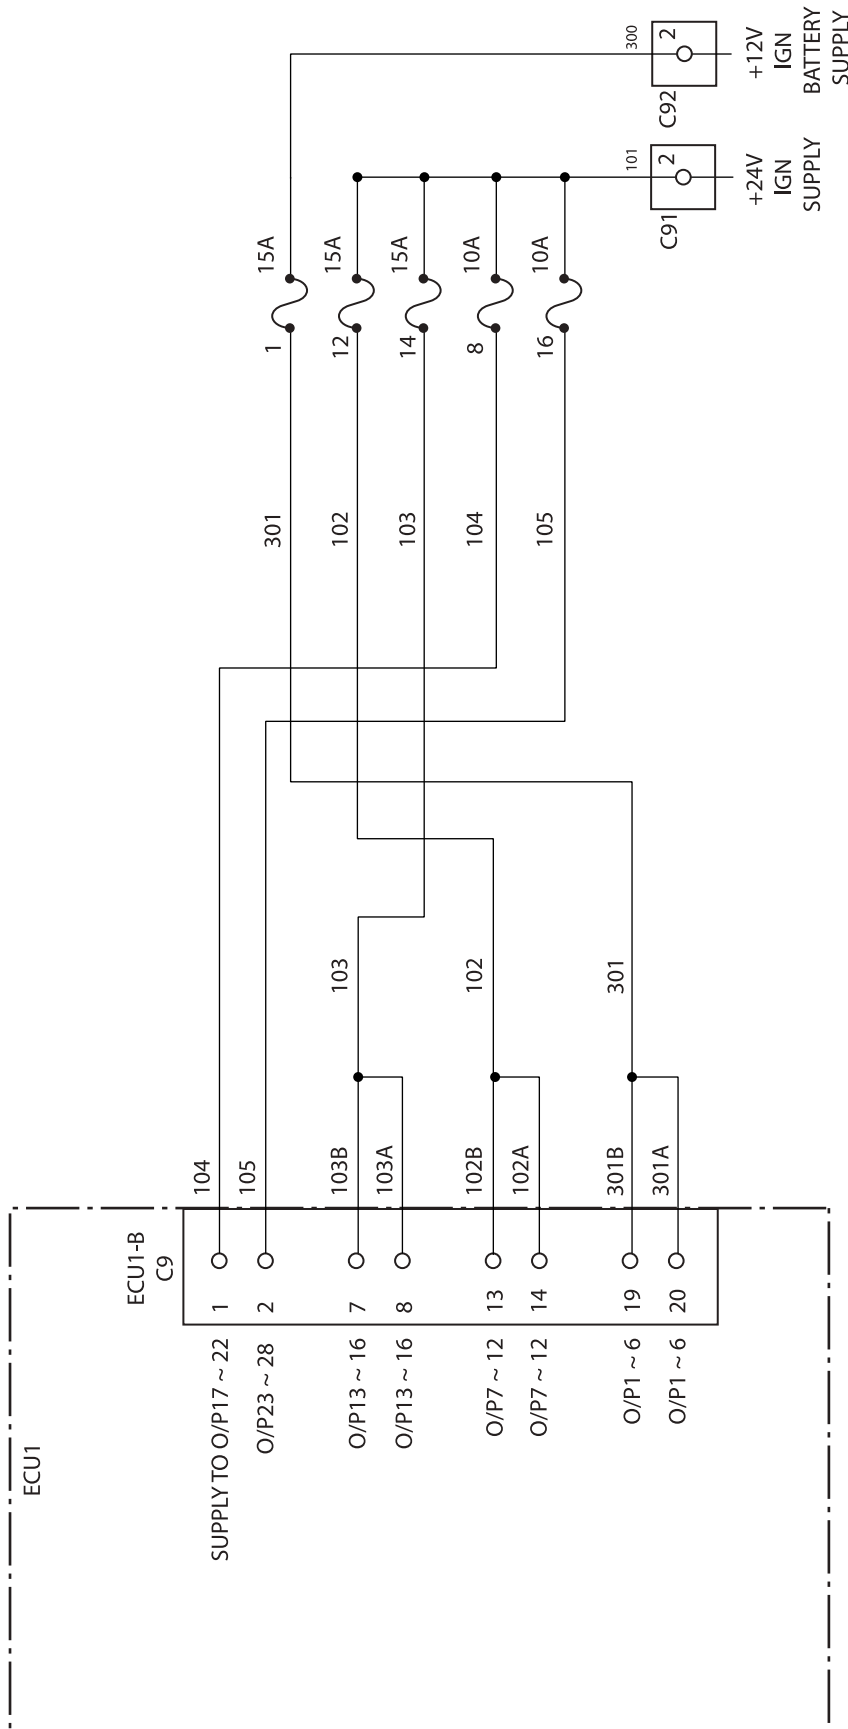 300
2
C92
+12V
IGN
BATTERY
SUPPLY
101
2
C91
+24V
IGN
SUPPLY
15A
15A
15A
10A
10A
1
12
14
8
16
301
102
103
104
105
103
102
301
104
105
103B
103A
102B
102A
301B
301A
ECU1-B
C9
1
2
7
8
13
14
19
20
SUPPLY TO O/P17 ~ 22
O/P23 ~ 28
O/P13 ~ 16
O/P13 ~ 16
O/P7 ~ 12
O/P7 ~ 12
O/P1 ~ 6
O/P1 ~ 6
ECU1